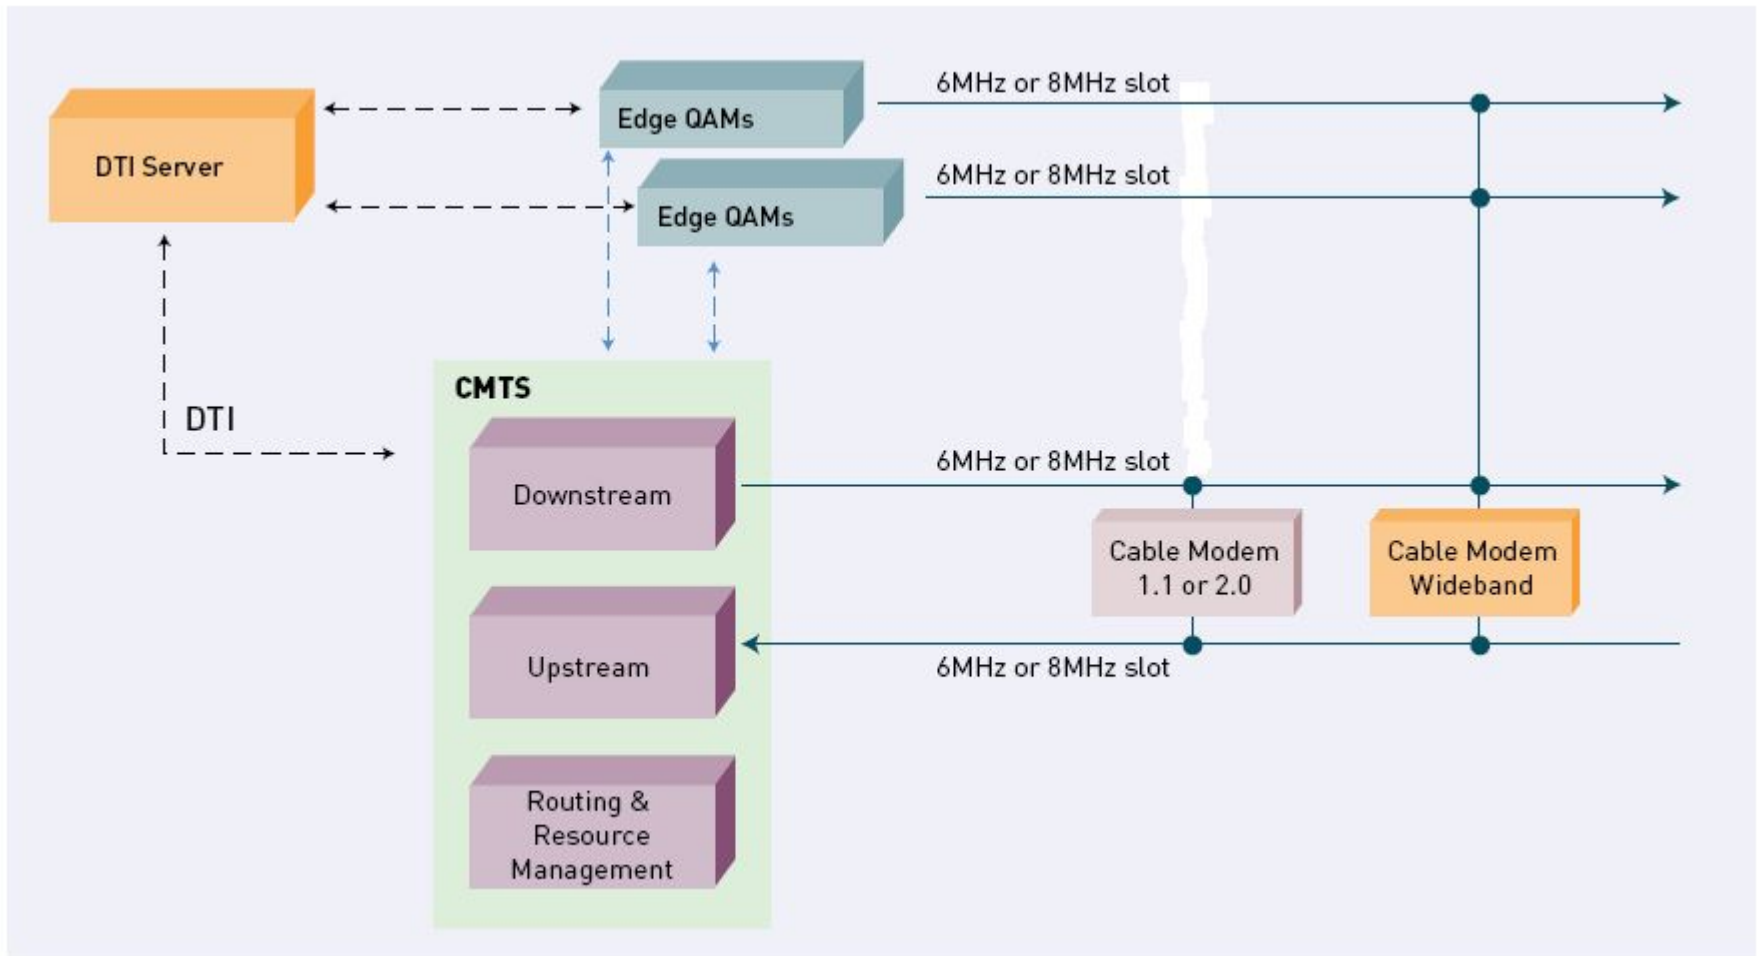 6MHz or 8MHz slot
Edge QAMs
DTI Server
6MHz or 8MHz slot
Edge QAMs
DTI
CMTS
6MHz or 8MHz slot
Downstream
Cable Modem
1.1 or 2.0
Cable Modem
Wideband
Upstream
6MHz or 8MHz slot
Routing &
Resource
Management